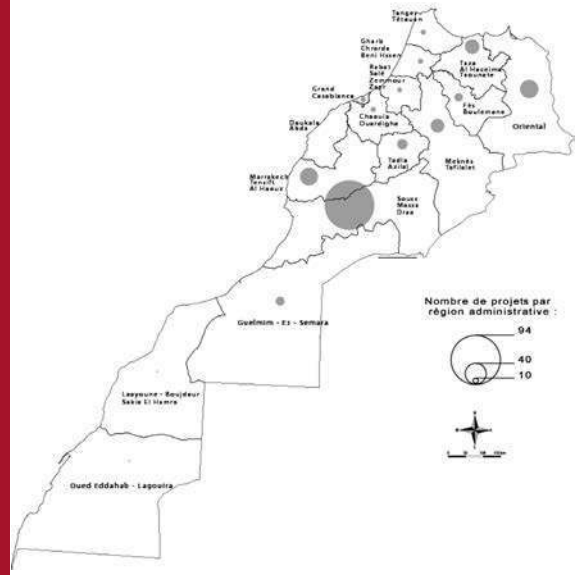 Tanger
Tétouan
Gharb
Chrarda
Beni Hssen
Taza
Al Hoceima
Taounate
Rabat
Salé
Zemmour
Zaer
Grand
Casablanca
Fès
Boulemane
Chaouia
Ouardigha
Oriental
Doukala
Abda
Tadla
Azilal
Meknès
Tafilalet
Marrakech
Tensift
Al Haouz
Souss
Massa
Draa
Nombre de projets par
région administrative :
94
40
10
Guelmim - Es - Semara
Laayoune - Boujdour
Sakia El Hamra
Oued Eddahab - Lagouira